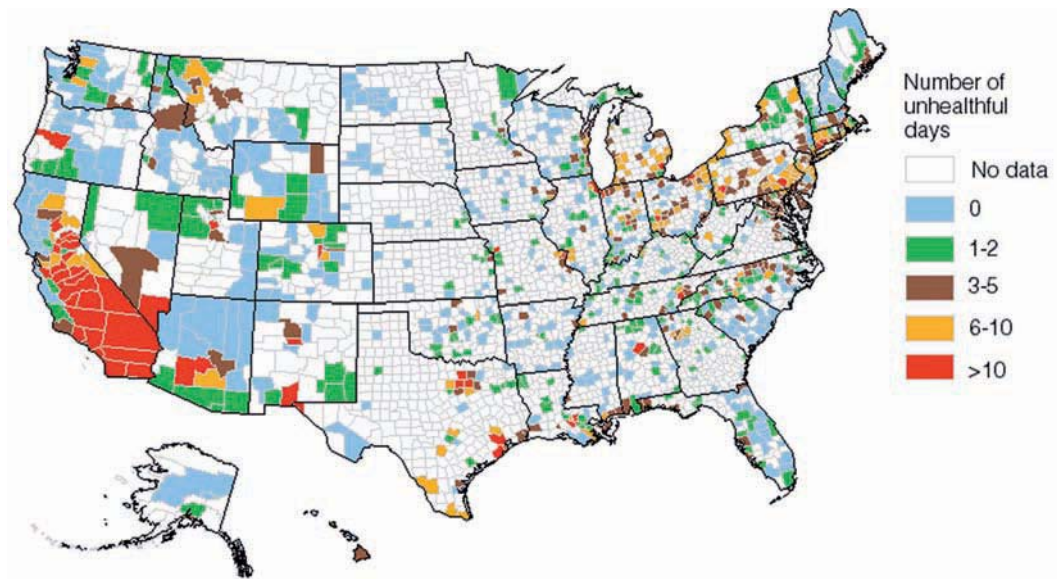 Number of
unhealthful
days
No data
0
1-2
3-5
6-10
>10